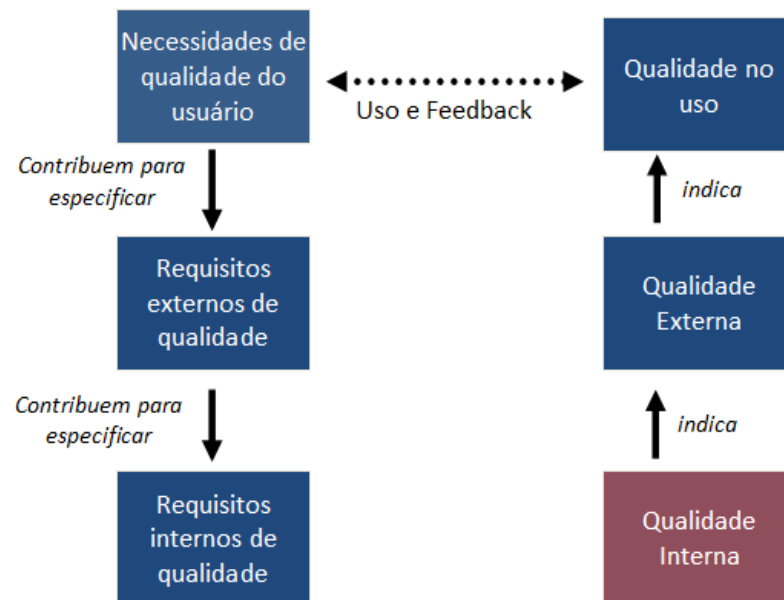 Necessidades de
qualidade do
usuário
Uso e Feedback
Qualidade no
uso
Contribuem para
especificar
indica
Requisitos
externos de
qualidade
Qualidade
Externa
Contribuem para
especificar
indica
Requisitos
internos de
qualidade
Qualidade
Interna